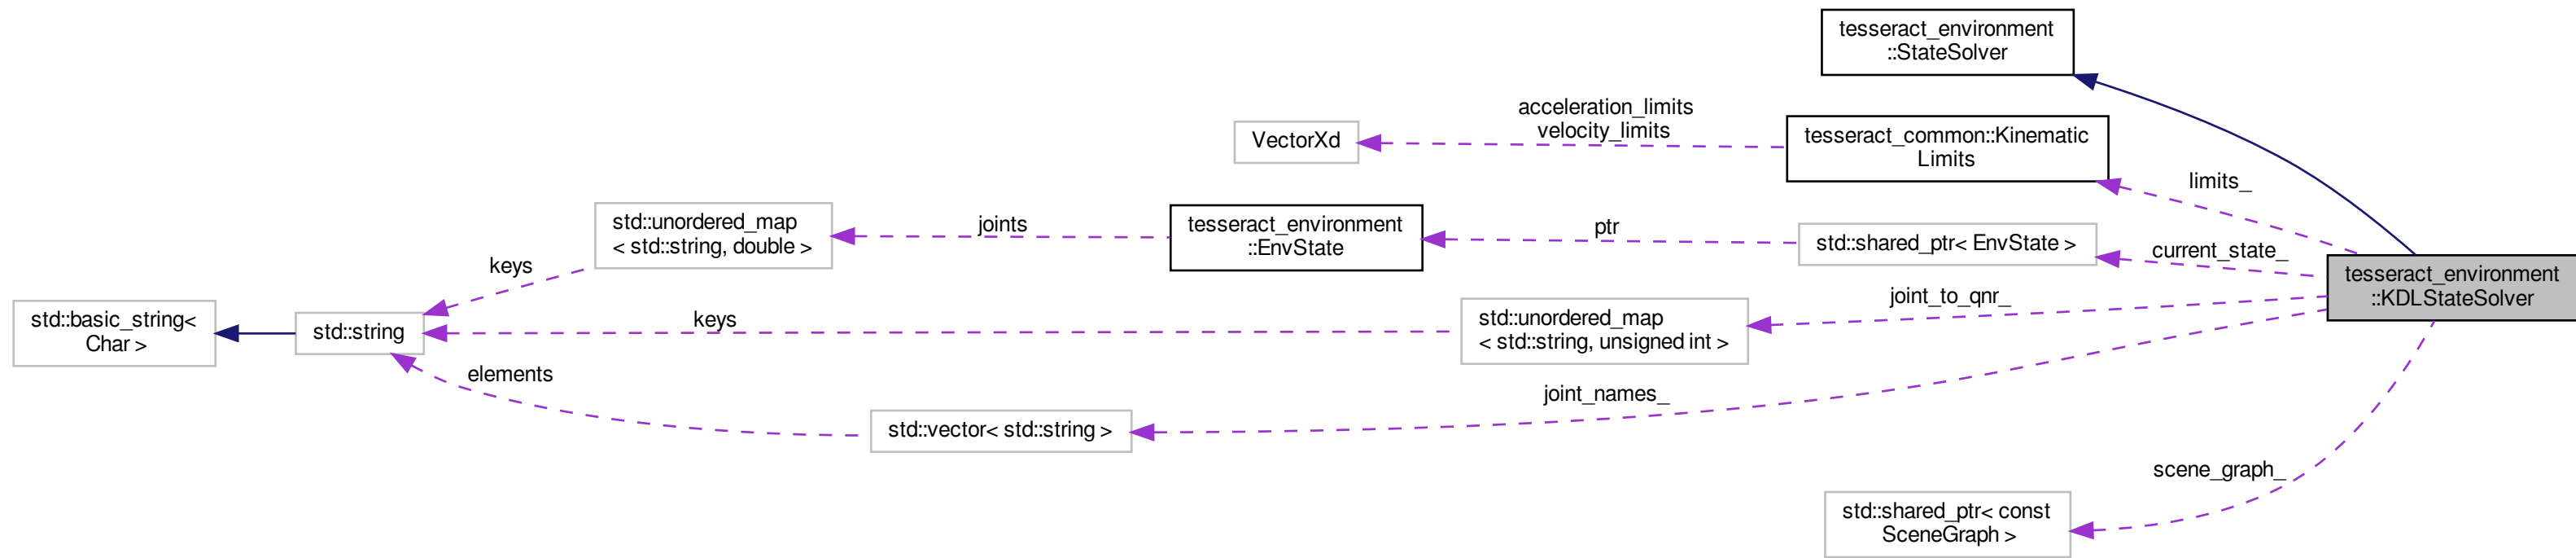 tesseract_environment
::StateSolver
acceleration_limits
velocity_limits
VectorXd
tesseract_common::Kinematic
Limits
limits_
std::unordered_map
< std::string, double >
joints
tesseract_environment
::EnvState
ptr
std::shared_ptr< EnvState >
current_state_
tesseract_environment
::KDLStateSolver
keys
std::basic_string<
Char >
std::string
keys
std::unordered_map
< std::string, unsigned int >
joint_to_qnr_
elements
std::vector< std::string >
joint_names_
scene_graph_
std::shared_ptr< const
SceneGraph >